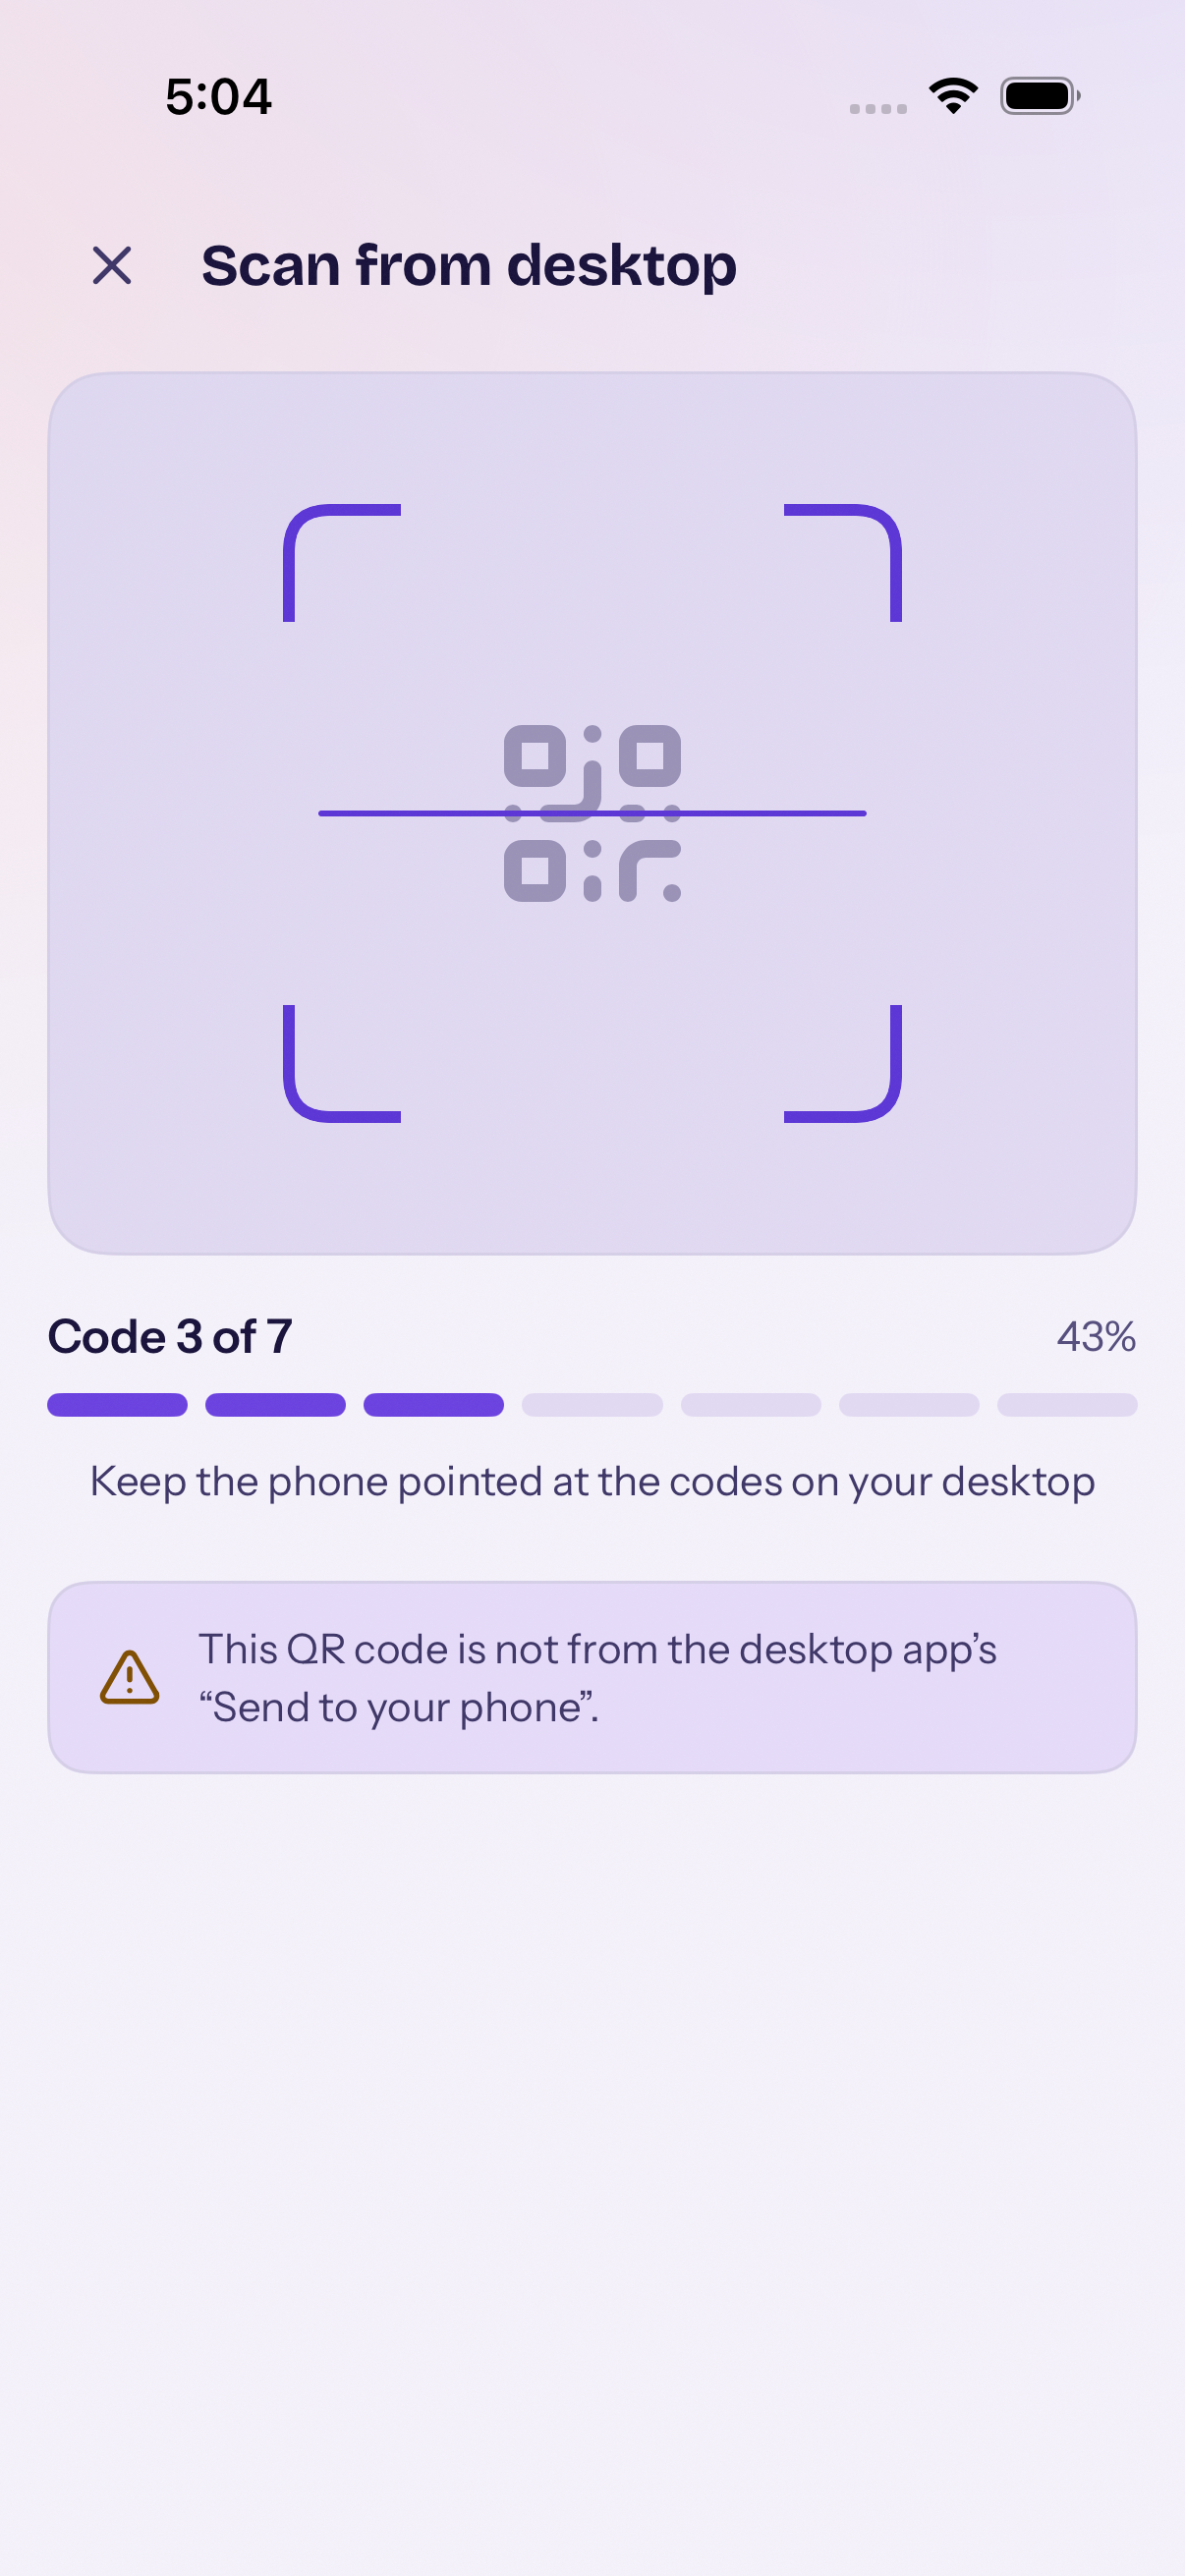 5:04
Scan from desktop
Code 3 of 7
43%
Keep the phone pointed at the codes on your desktop
This QR code is not from the desktop app’s
“Send to your phone”.